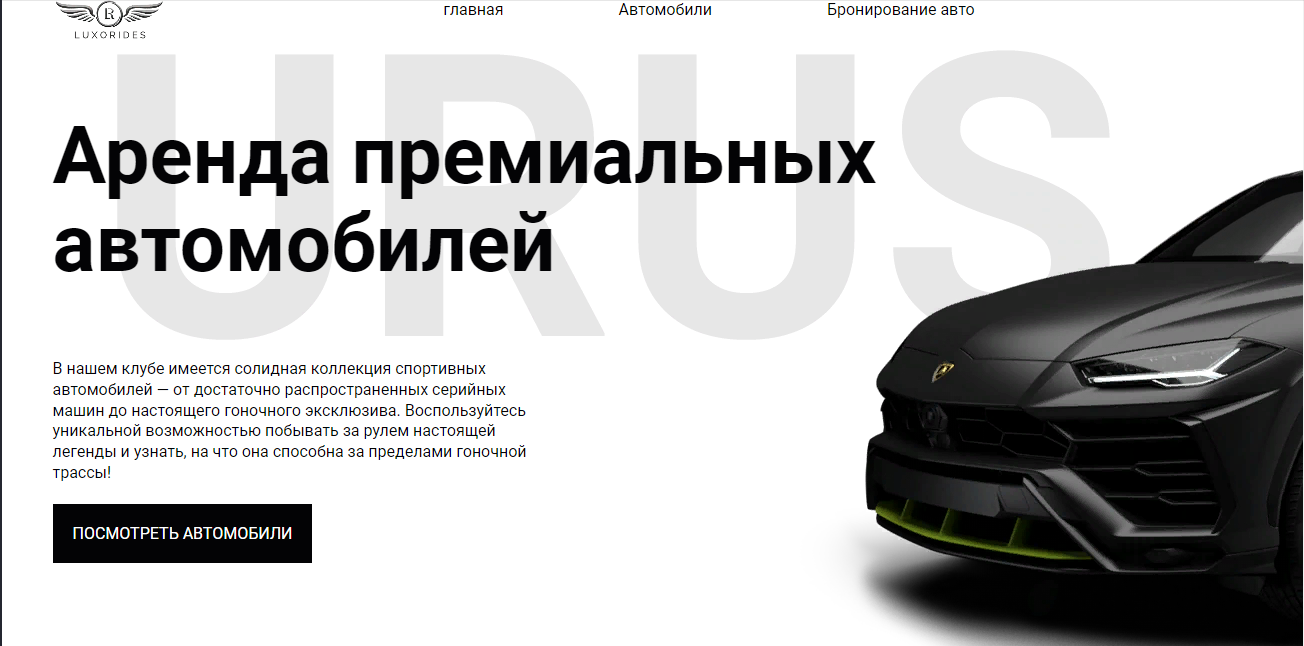 LUXORIDES
главная
Автомобили
Бронирование авто
URUS
Аренда премиальных
автомобилей
В нашем клубе имеется солидная коллекция спортивных
автомобилей — от достаточно распространенных серийных
машин до настоящего гоночного эксклюзива. Воспользуйтесь
уникальной возможностью побывать за рулем настоящей
легенды и узнать, на что она способна за пределами гоночной
трассы!
ПОСМОТРЕТЬ АВТОМОБИЛИ